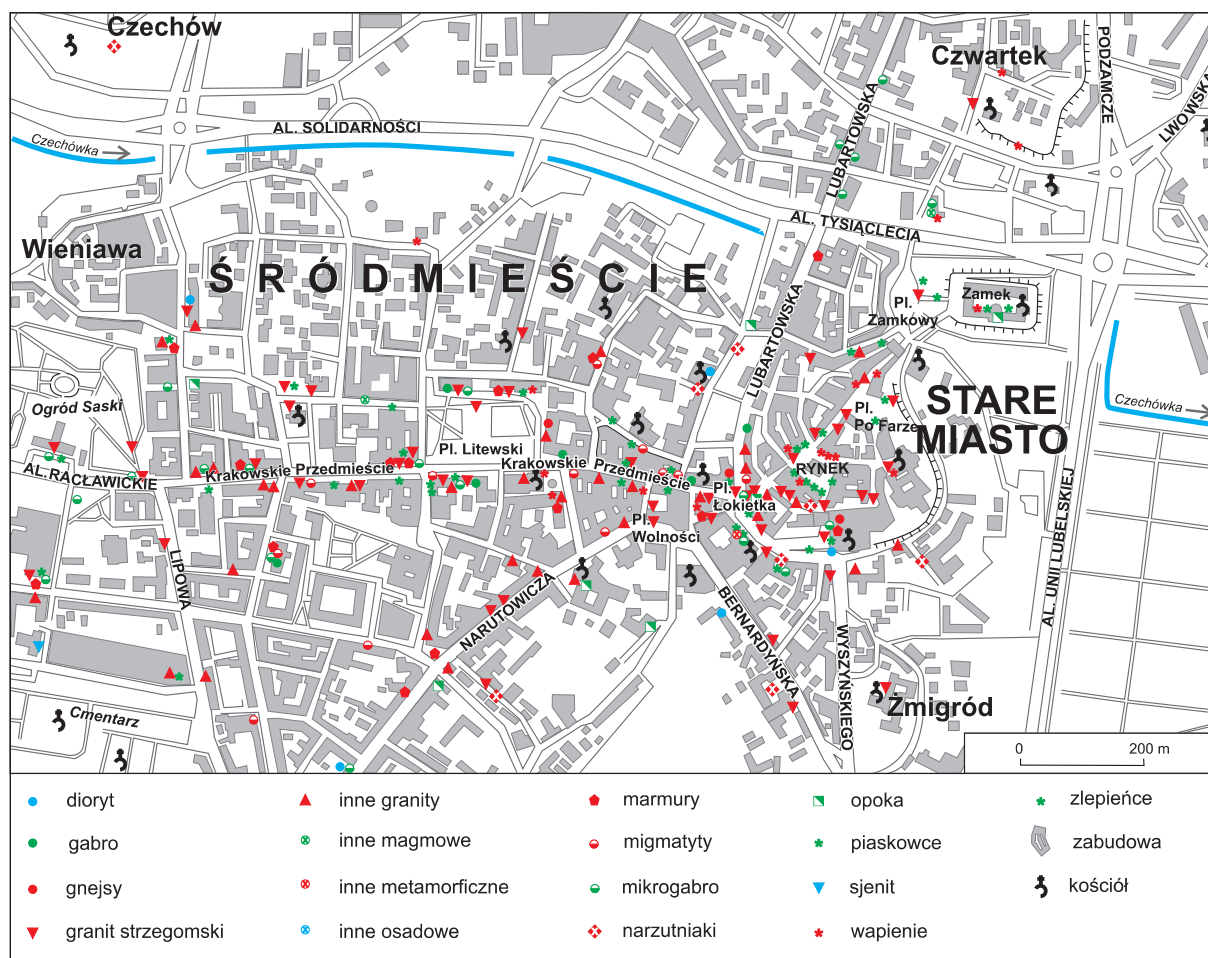 Czechów
Czwartek
PODZAMCZE
LWOWSKA
AL. SOLIDARNOŚCI
Czechówka
LUBARTOWSKA
AL. TYSIĄCLECIA
Wieniawa
ŚRÓDMIEŚCIE
Zamek
Pl.
Zamkowy
LUBARTOWSKA
Czechówka
STARE
MIASTO
Ogród Saski
Pl.
Po Farze
Pl. Litewski
RYNEK
AL. RACŁAWICKIE
Krakowskie Przedmieście
Krakowskie
Przedmieście
Pl.
Łokietka
Pl.
Wolności
AL. UNII LUBELSKIEJ
LIPOWA
NARUTOWICZA
BERNARDYŃSKA
WYSZYŃSKIEGO
Żmigród
Cmentarz
0 200 m
dioryt
inne granity
marmury
opoka
zlepieńce
gabro
inne magmowe
migmatyty
piaskowce
zabudowa
gnejsy
inne metamorficzne
mikrogabro
sjenit
kościół
granit strzegomski
inne osadowe
narzutniaki
wapienie